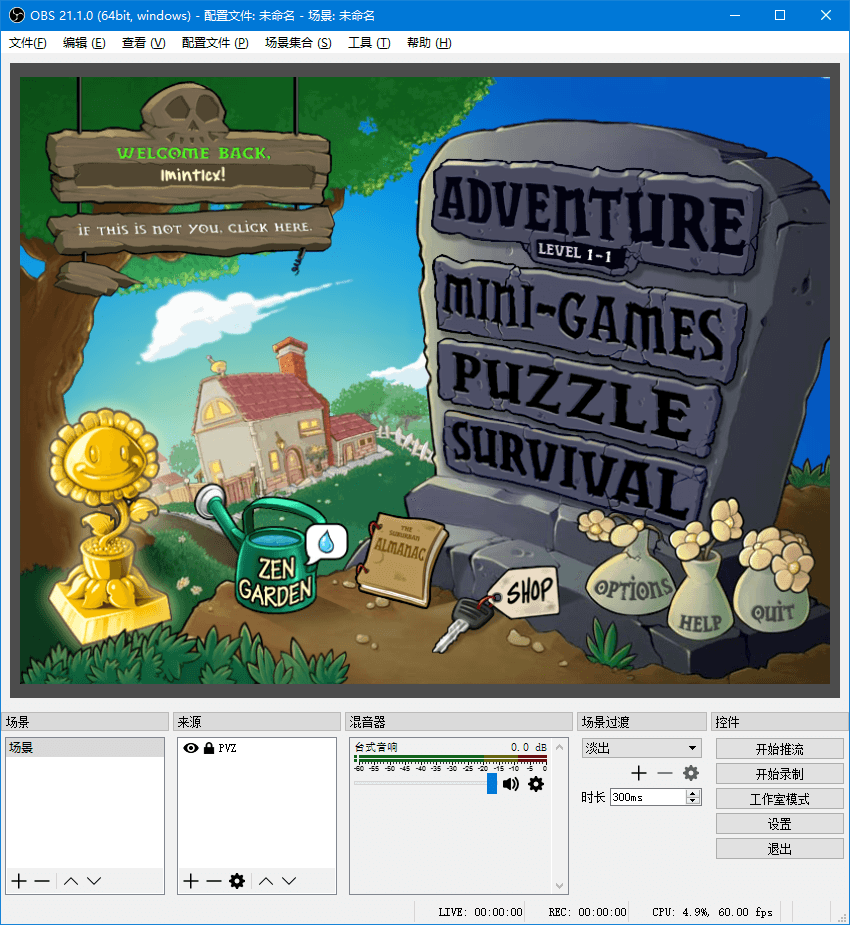 OBS 21.1.0 (64bit, windows) - 配置文件: 未命名 - 场景: 未命名
文件(F) 编辑 (E) 查看 (V) 配置文件 (P) 场景集合 (S) 工具 (T) 帮助 (H)
WELCOME BACK,
1m1nt1cx!
IF THIS IS NOT YOU, CLICK HERE.
ADVENTURE
LEVEL 1-1
MINI-GAMES
PUZZLE
SURVIVAL
ZEN
GARDEN
THE
SUBURBAN
ALMANAC
SHOP
OPTIONS
HELP
QUIT
场景 来源 混音器 场景过渡 控件
场景
PVZ
台式音响 0.0 dB
-60 -55 -50 -45 -40 -35 -30 -25 -20 -15 -10 -5 0
淡出
时长 300ms
开始推流
开始录制
工作室模式
设置
退出
LIVE: 00:00:00 REC: 00:00:00 CPU: 4.9%, 60.00 fps